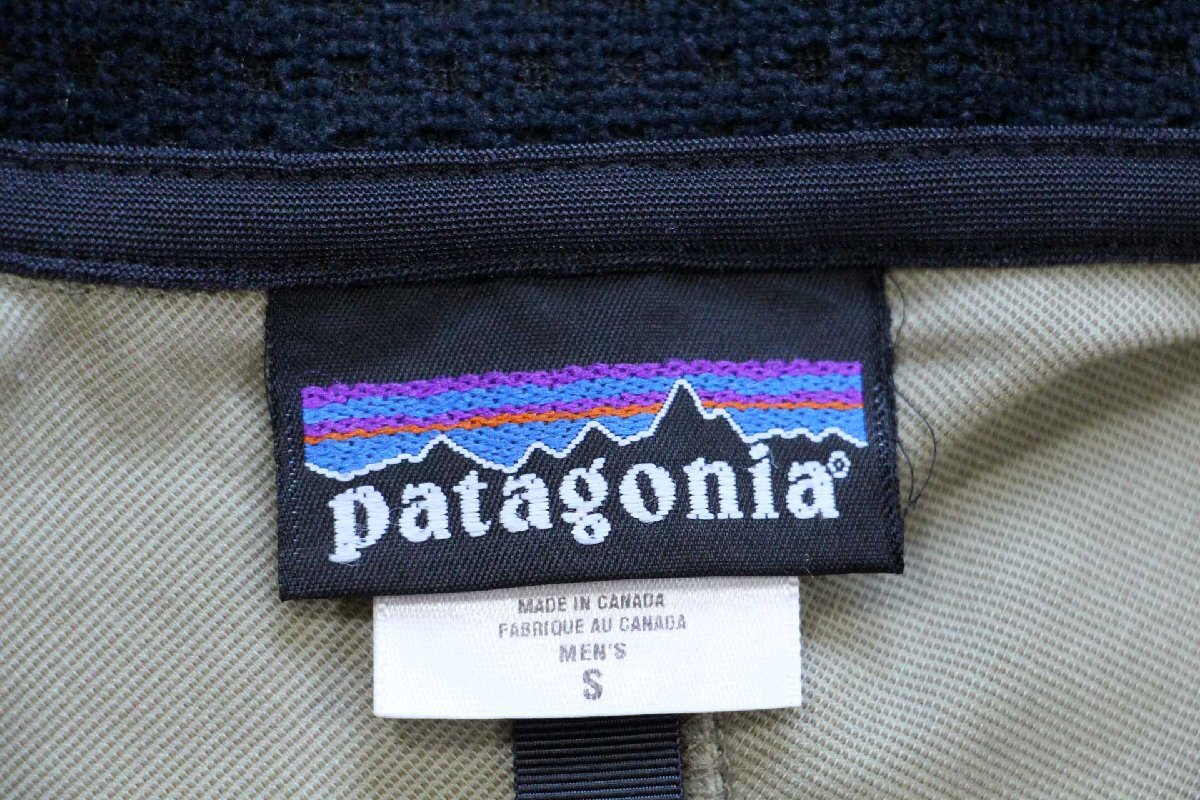 patagonia®
MADE IN CANADA
FABRIQUE AU CANADA
MEN'S
S